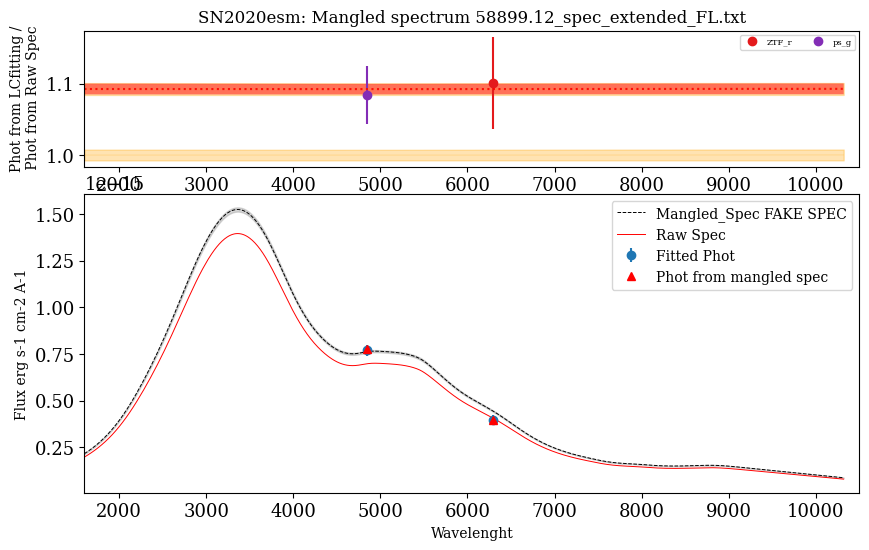 SN2020esm: Mangled spectrum 58899.12_spec_extended_FL.txt
Phot from LCfitting /
Phot from Raw Spec
1.1
1.0
ZTF_r ps_g
2000 3000 4000 5000 6000 7000 8000 9000 10000
1e−15
Flux erg s-1 cm-2 A-1
1.50
1.25
1.00
0.75
0.50
0.25
Mangled_Spec FAKE SPEC
Raw Spec
Fitted Phot
Phot from mangled spec
2000 3000 4000 5000 6000 7000 8000 9000 10000
Wavelenght